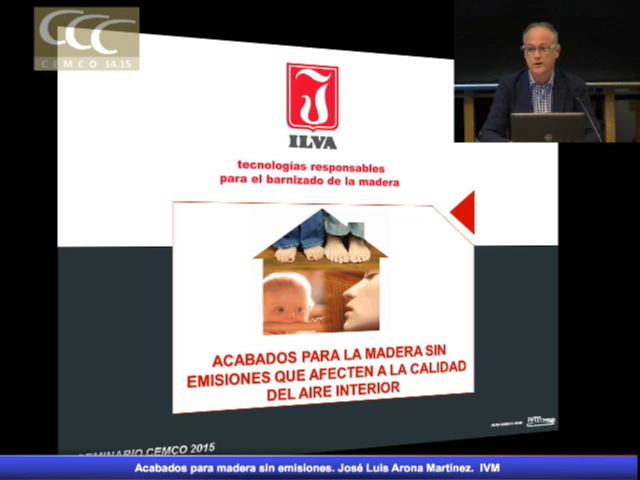 CCC
CEMCO 14.15
ILVA
tecnologías responsables
para el barnizado de la madera
ACABADOS PARA LA MADERA SIN
EMISIONES QUE AFECTEN A LA CALIDAD
DEL AIRE INTERIOR
IVM
SEMINARIO CEMCO 2015
Acabados para madera sin emisiones. José Luis Arona Martínez. IVM